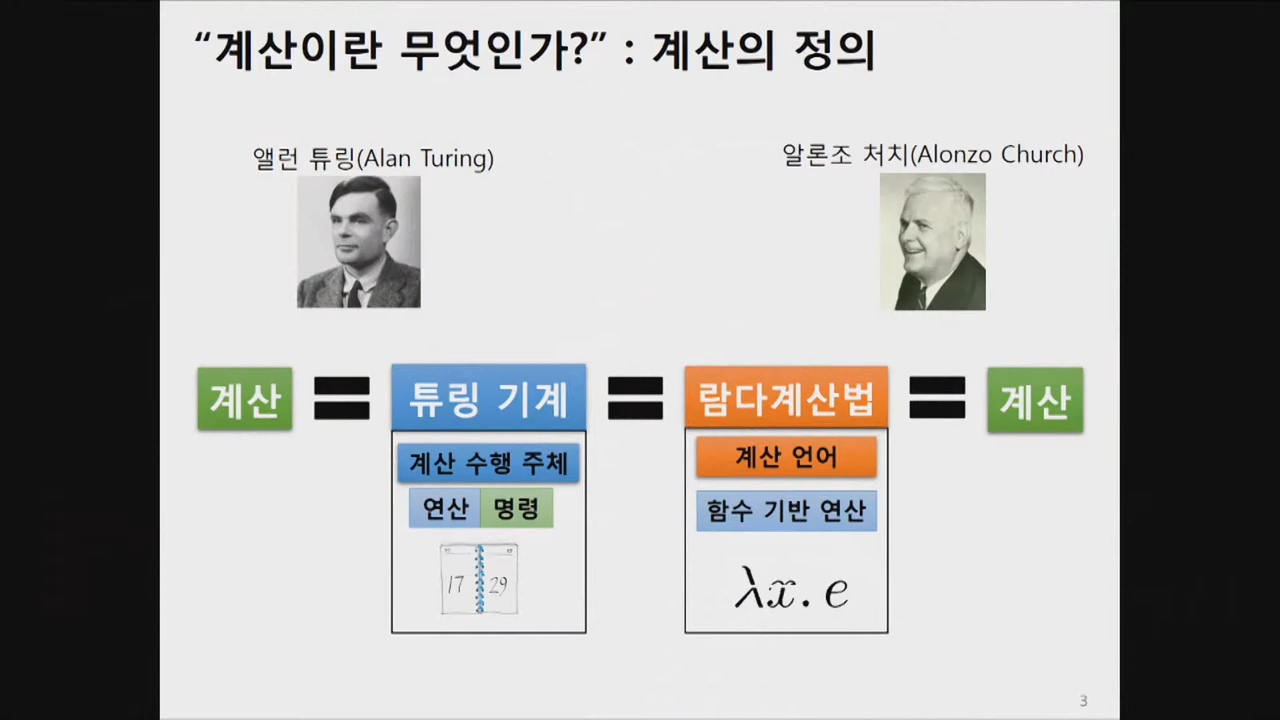 “계산이란 무엇인가?” : 계산의 정의
앨런 튜링(Alan Turing)
알론조 처치(Alonzo Church)
계산 = 튜링 기계 = 람다계산법 = 계산
계산 수행 주체
연산 명령
17 29
계산 언어
함수 기반 연산
λx. e
3